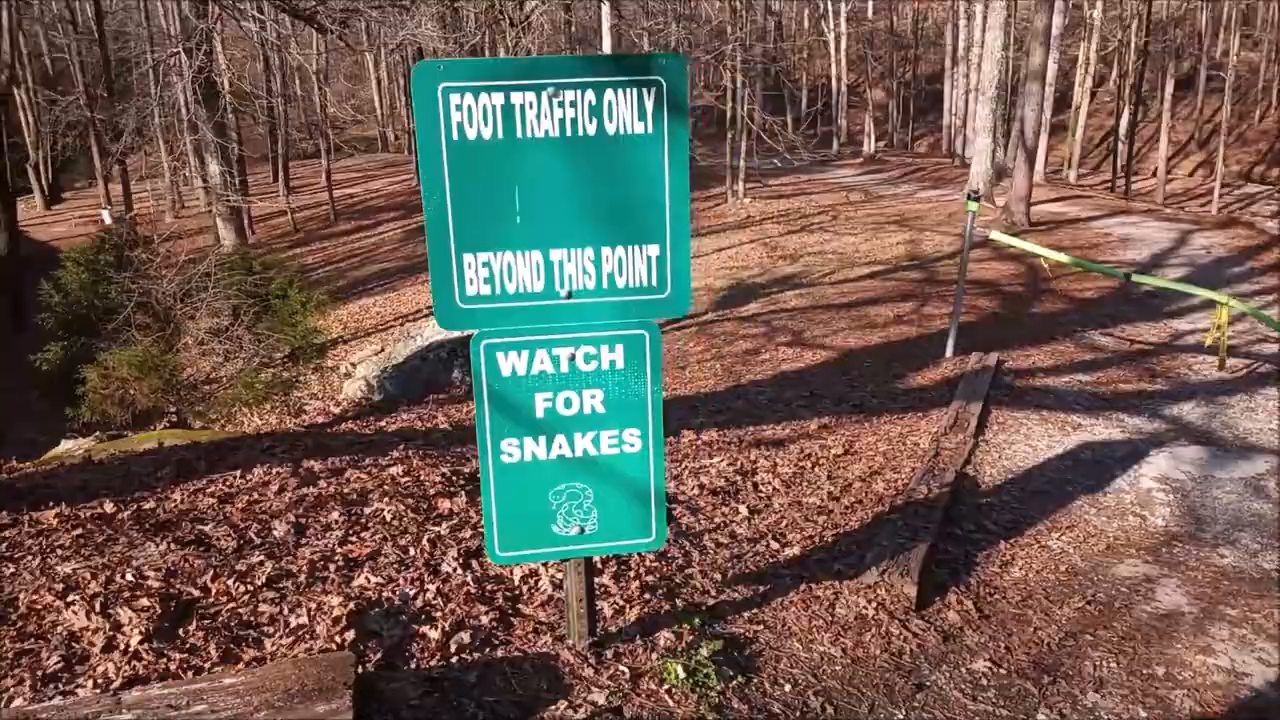 FOOT TRAFFIC ONLY
BEYOND THIS POINT
WATCH
FOR
SNAKES